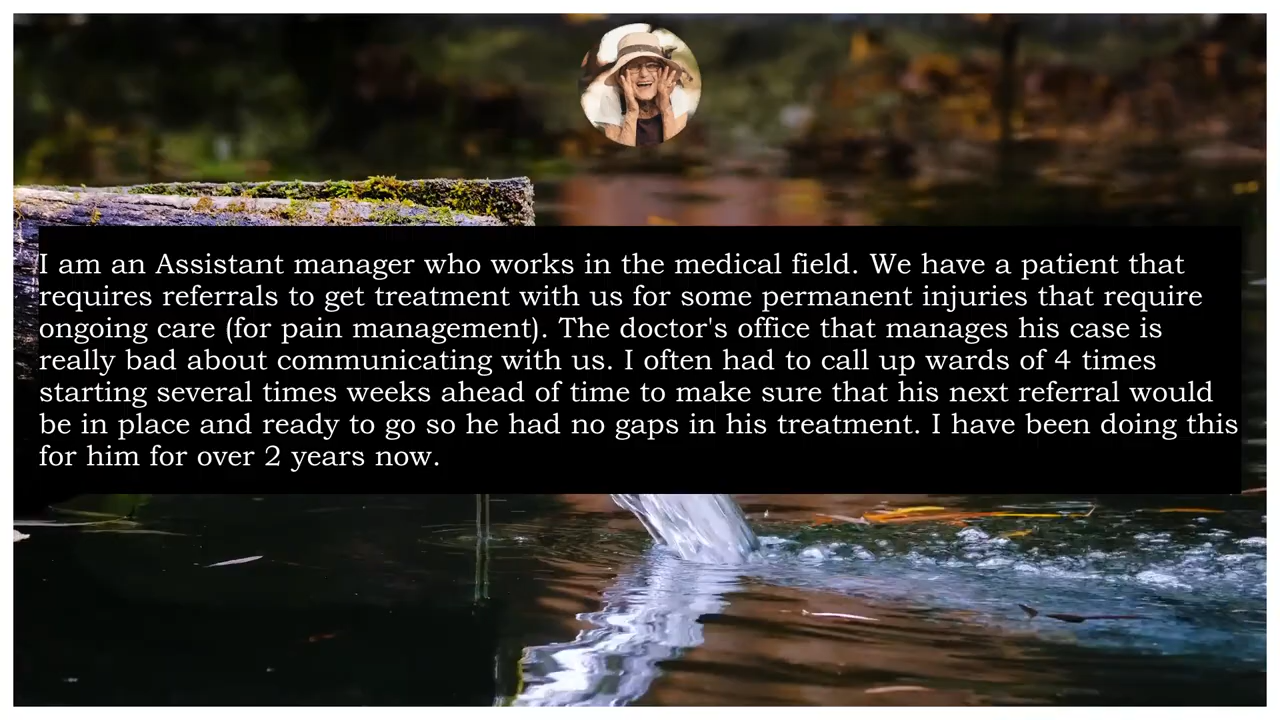 I am an Assistant manager who works in the medical field. We have a patient that
requires referrals to get treatment with us for some permanent injuries that require
ongoing care (for pain management). The doctor's office that manages his case is
really bad about communicating with us. I often had to call up wards of 4 times
starting several times weeks ahead of time to make sure that his next referral would
be in place and ready to go so he had no gaps in his treatment. I have been doing this
for him for over 2 years now.